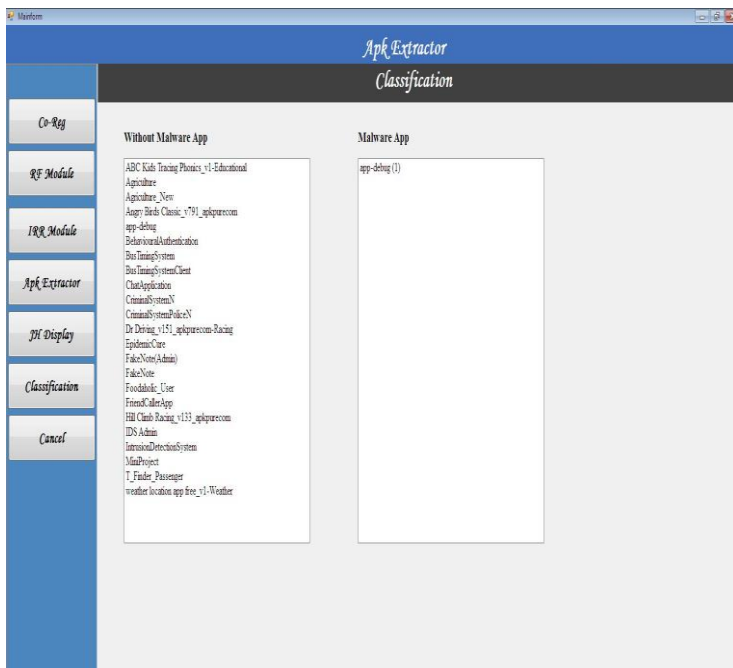 Mainform
Apk Extractor
Classification
Co-Reg
RF Module
IRR Module
Apk Extractor
JH Display
Classification
Cancel
Without Malware App
ABC Kids Tracing Phonics_v1-Educational
Agriculture
Agriculture_New
Angry Birds Classic_v791_apkpurecom
app-debug
BehaviouralAuthentication
BusTimingSystem
BusTimingSystemClient
ChatApplication
CriminalSystemN
CriminalSystemPoliceN
Dr Driving_v151_apkpurecom-Racing
EpidemicCure
FakeNote(Admin)
FakeNote
Foodaholic_User
FriendCallerApp
Hill Climb Racing_v133_apkpurecom
IDS Admin
IntrusionDetectionSystem
MiniProject
T_Finder_Passenger
weather location app free_v1-Weather
Malware App
app-debug (1)